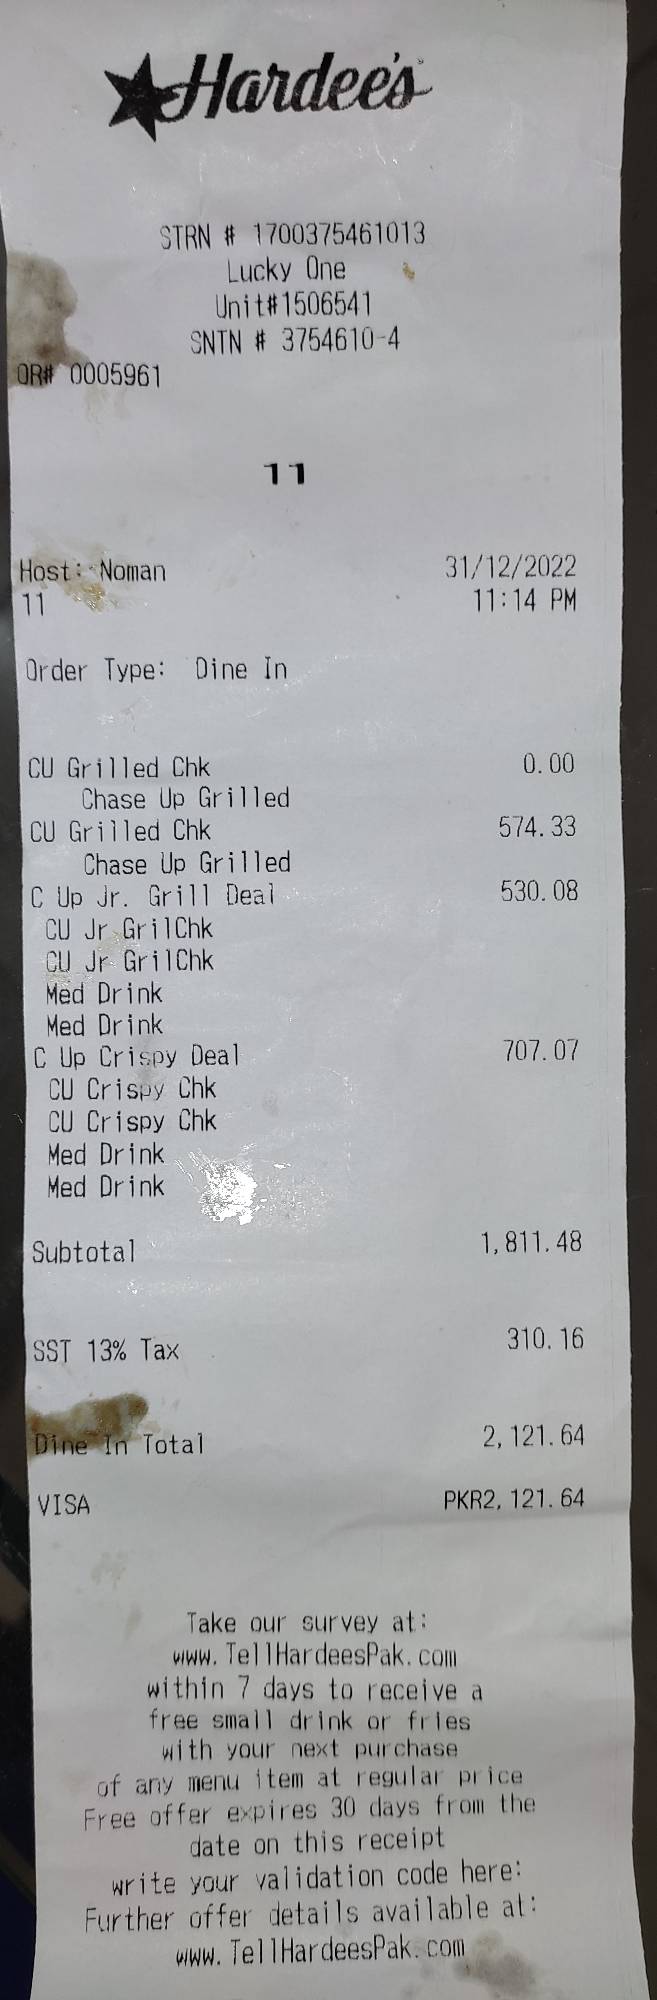 Hardee's
STRN # 1700375461013
Lucky One
Unit#1506541
SNTN # 3754610-4
OR# 0005961
11
Host: Noman 31/12/2022
11 11:14 PM
Order Type: Dine In
CU Grilled Chk 0.00
Chase Up Grilled
CU Grilled Chk 574.33
Chase Up Grilled
C Up Jr. Grill Deal 530.08
CU Jr GrilChk
CU Jr GrilChk
Med Drink
Med Drink
C Up Crispy Deal 707.07
CU Crispy Chk
CU Crispy Chk
Med Drink
Med Drink
Subtotal 1,811.48
SST 13% Tax 310.16
Dine In Total 2,121.64
VISA PKR2,121.64
Take our survey at:
www.TellHardeesPak.com
within 7 days to receive a
free small drink or fries
with your next purchase
of any menu item at regular price
Free offer expires 30 days from the
date on this receipt
write your validation code here:
Further offer details available at:
www.TellHardeesPak.com